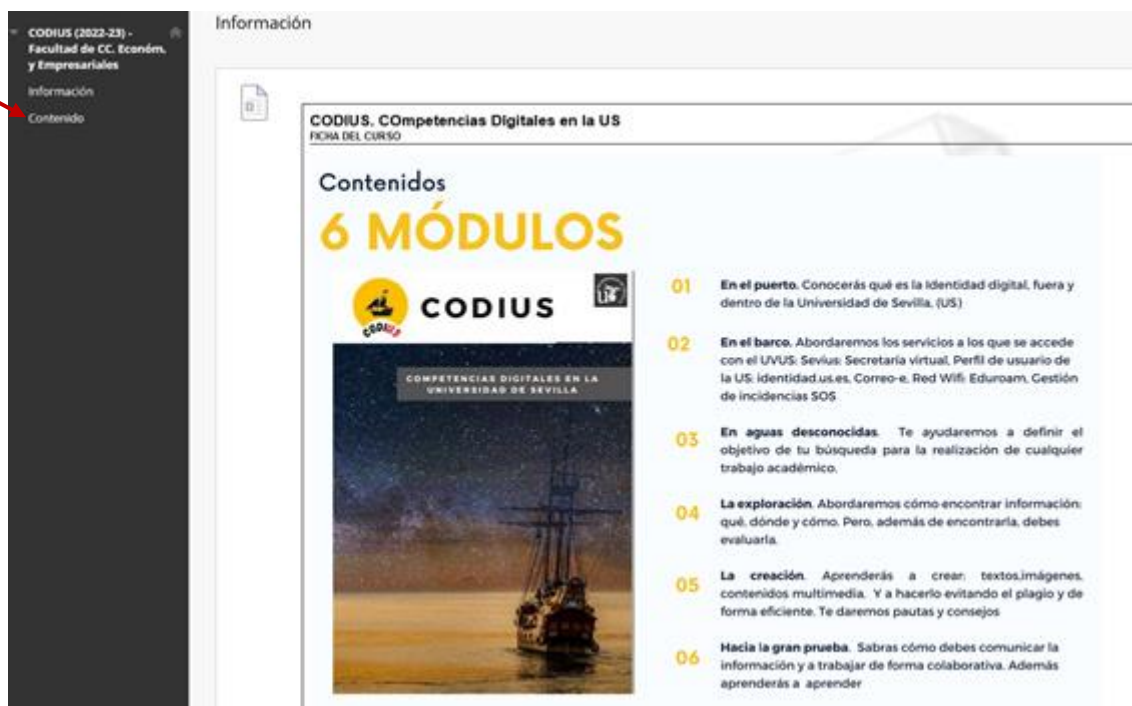 CODIUS (2022-23) -
Facultad de CC. Económ.
y Empresariales
Información
Contenido
Información
CODIUS. COmpetencias DIgitales en la US
FICHA DEL CURSO
Contenidos
6 MÓDULOS
CODIUS
CODIUS
COMPETENCIAS DIGITALES EN LA
UNIVERSIDAD DE SEVILLA
01
En el puerto. Conocerás qué es la Identidad digital, fuera y
dentro de la Universidad de Sevilla, (US)
02
En el barco. Abordaremos los servicios a los que se accede
con el UVUS: Sevius: Secretaría virtual, Perfil de usuario de
la US: identidad.us.es, Correo-e, Red Wifi: Eduroam, Gestión
de incidencias SOS
03
En aguas desconocidas. Te ayudaremos a definir el
objetivo de tu búsqueda para la realización de cualquier
trabajo académico.
04
La exploración. Abordaremos cómo encontrar información:
qué, dónde y cómo. Pero, además de encontrarla, debes
evaluarla.
05
La creación. Aprenderás a crear: textos,imágenes,
contenidos multimedia. Y a hacerlo evitando el plagio y de
forma eficiente. Te daremos pautas y consejos
06
Hacia la gran prueba. Sabras cómo debes comunicar la
información y a trabajar de forma colaborativa. Además
aprenderás a aprender